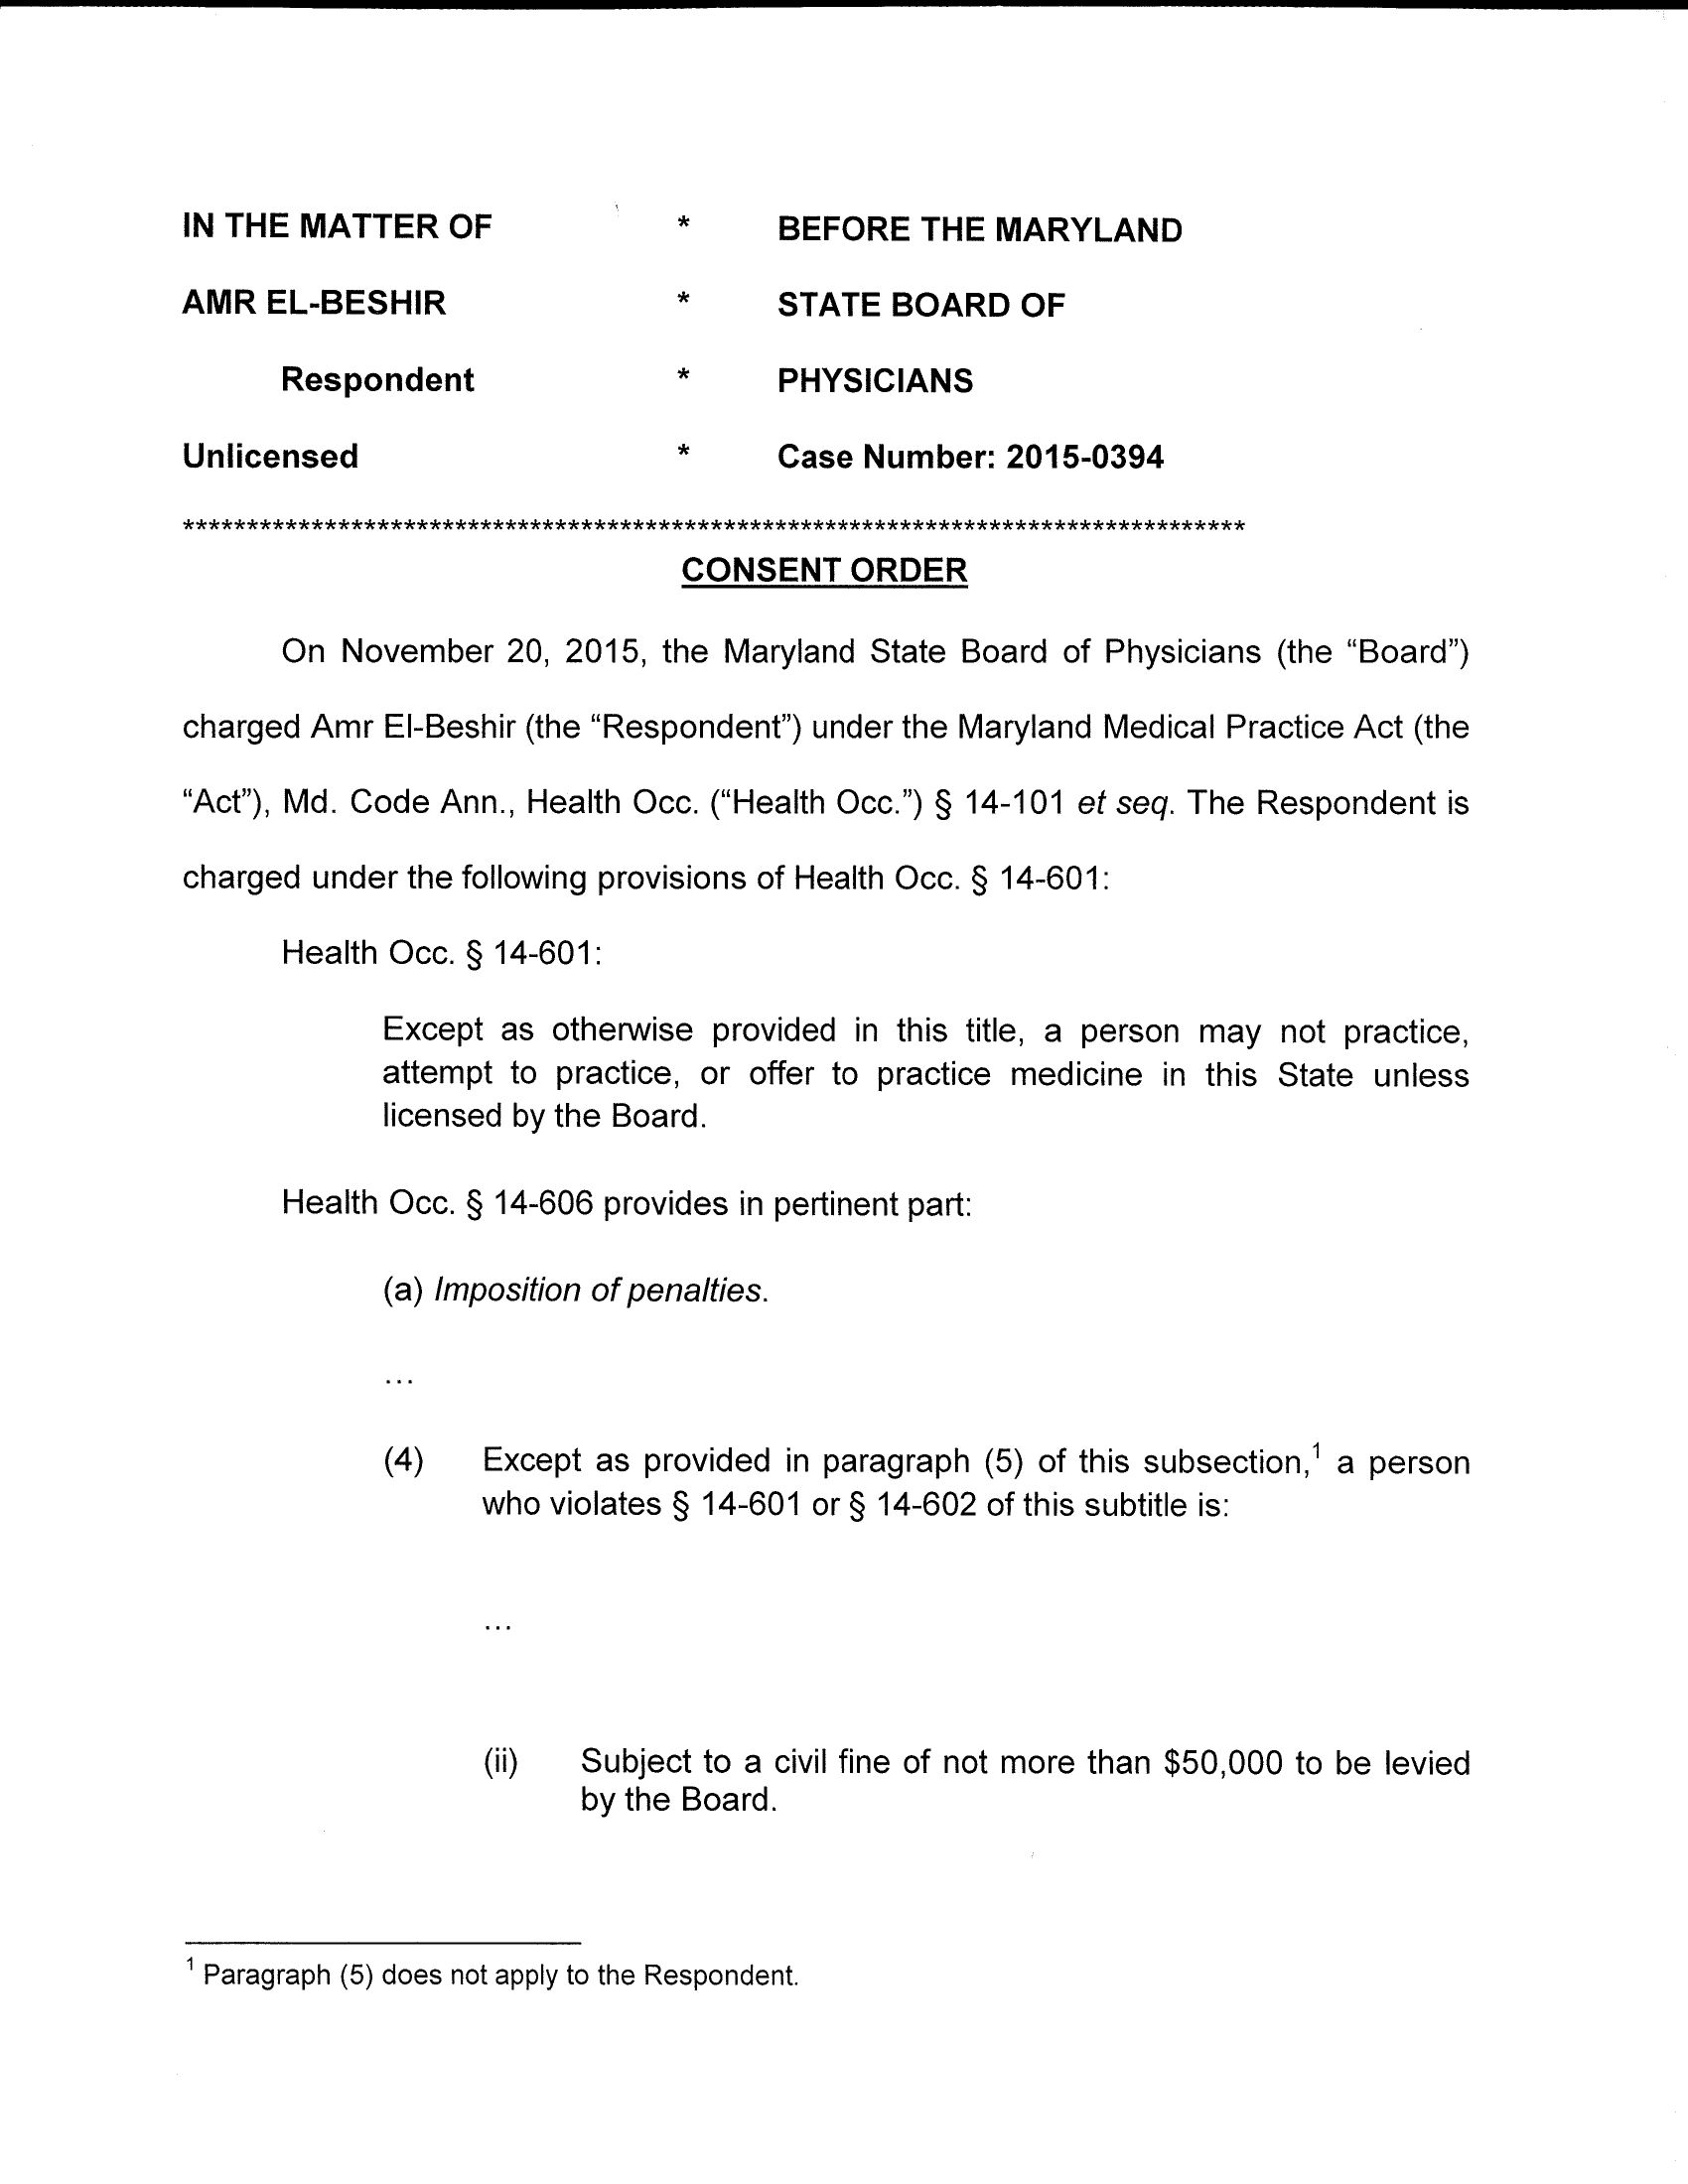 IN THE MATTER OF * BEFORE THE MARYLAND
AMR EL-BESHIR * STATE BOARD OF
Respondent * PHYSICIANS
Unlicensed * Case Number: 2015-0394
************************************************************************************
CONSENT ORDER
On November 20, 2015, the Maryland State Board of Physicians (the “Board”)
charged Amr El-Beshir (the “Respondent”) under the Maryland Medical Practice Act (the
“Act”), Md. Code Ann., Health Occ. (“Health Occ.”) § 14-101 et seq. The Respondent is
charged under the following provisions of Health Occ. § 14-601:
Health Occ. § 14-601:
Except as otherwise provided in this title, a person may not practice,
attempt to practice, or offer to practice medicine in this State unless
licensed by the Board.
Health Occ. § 14-606 provides in pertinent part:
(a) Imposition of penalties.
...
(4) Except as provided in paragraph (5) of this subsection,¹ a person
who violates § 14-601 or § 14-602 of this subtitle is:
...
(ii) Subject to a civil fine of not more than $50,000 to be levied
by the Board.
¹ Paragraph (5) does not apply to the Respondent.